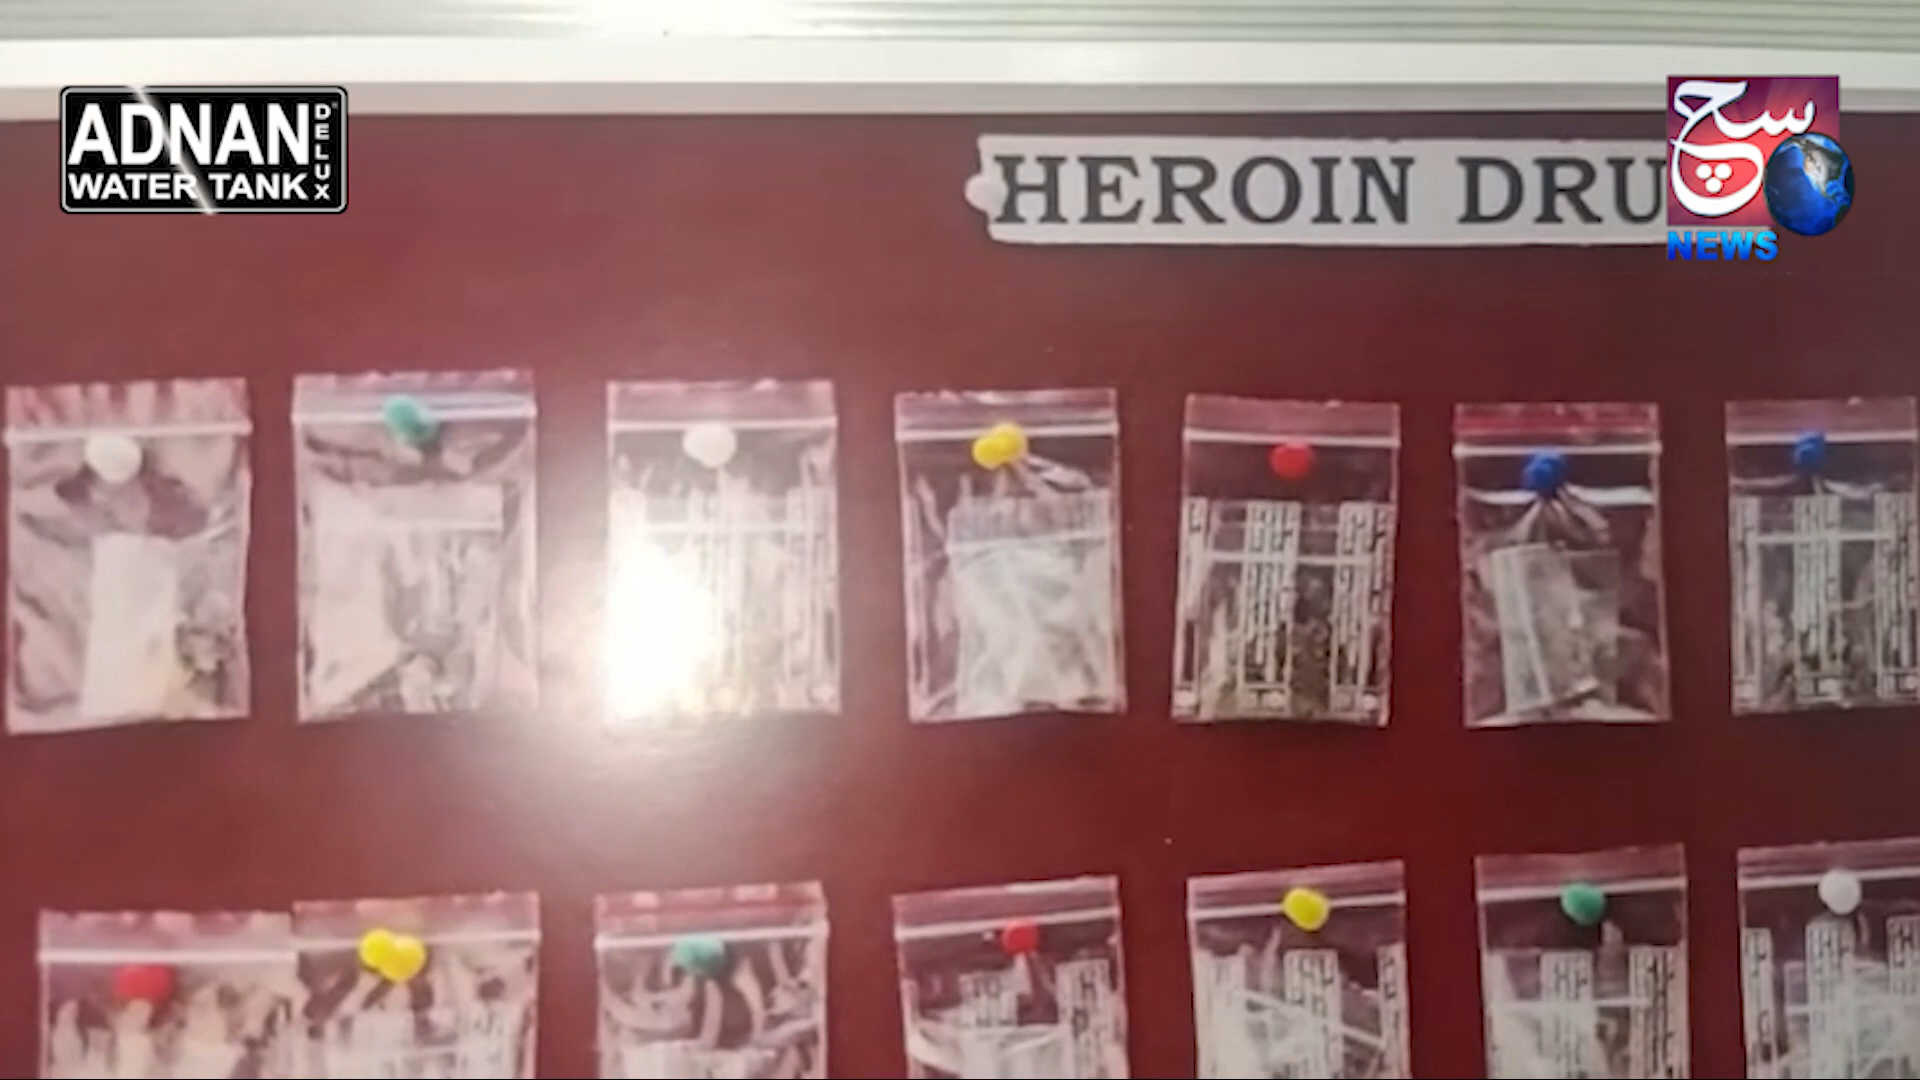 ADNAN
WATER TANK
DELUX
HEROIN DRU
سچ
NEWS